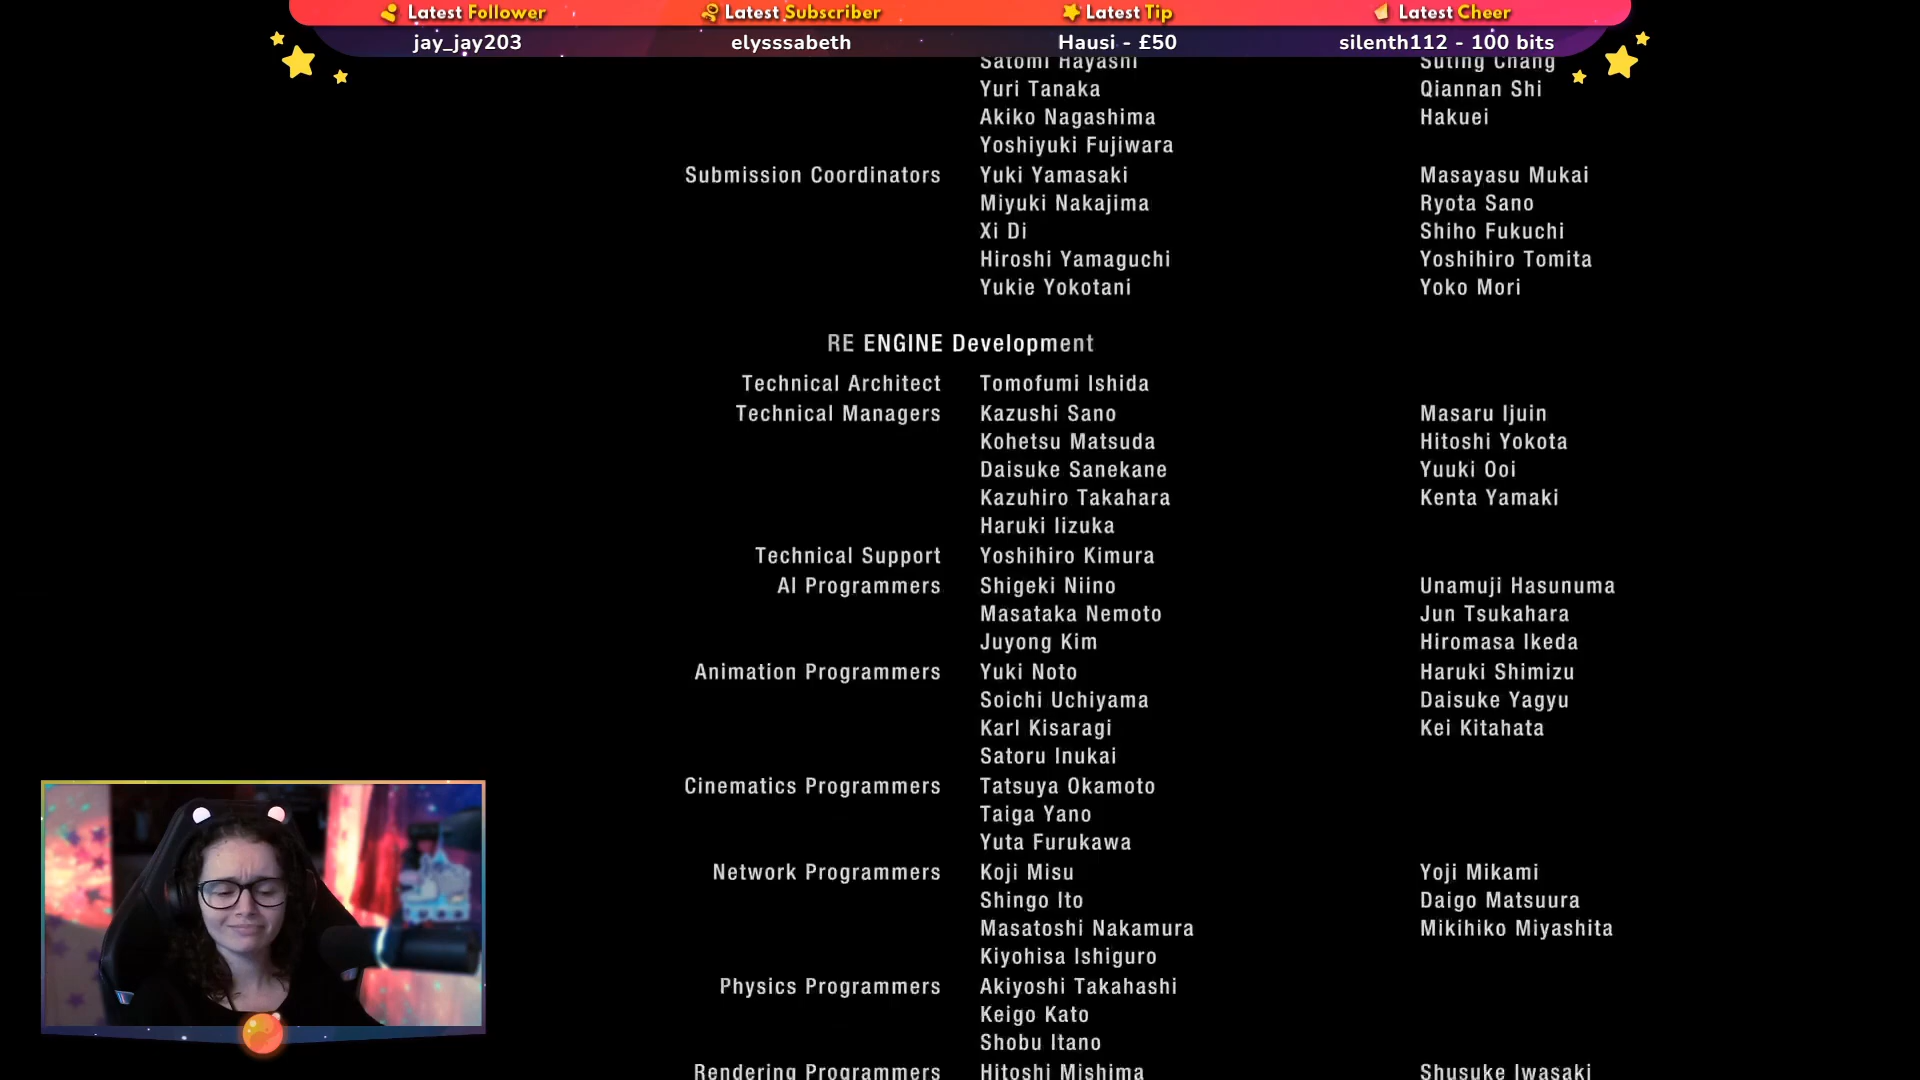 Latest Follower Latest Subscriber Latest Tip Latest Cheer
jay_jay203 elysssabeth Hausi - £50 silenth112 - 100 bits
Satomi Hayashi Suting Chang
Yuri Tanaka Qiannan Shi
Akiko Nagashima Hakuei
Yoshiyuki Fujiwara
Submission Coordinators Yuki Yamasaki Masayasu Mukai
Miyuki Nakajima Ryota Sano
Xi Di Shiho Fukuchi
Hiroshi Yamaguchi Yoshihiro Tomita
Yukie Yokotani Yoko Mori
RE ENGINE Development
Technical Architect Tomofumi Ishida
Technical Managers Kazushi Sano Masaru Ijuin
Kohetsu Matsuda Hitoshi Yokota
Daisuke Sanekane Yuuki Ooi
Kazuhiro Takahara Kenta Yamaki
Haruki Iizuka
Technical Support Yoshihiro Kimura
AI Programmers Shigeki Niino Unamuji Hasunuma
Masataka Nemoto Jun Tsukahara
Juyong Kim Hiromasa Ikeda
Animation Programmers Yuki Noto Haruki Shimizu
Soichi Uchiyama Daisuke Yagyu
Karl Kisaragi Kei Kitahata
Satoru Inukai
Cinematics Programmers Tatsuya Okamoto
Taiga Yano
Yuta Furukawa
Network Programmers Koji Misu Yoji Mikami
Shingo Ito Daigo Matsuura
Masatoshi Nakamura Mikihiko Miyashita
Kiyohisa Ishiguro
Physics Programmers Akiyoshi Takahashi
Keigo Kato
Shobu Itano
Rendering Programmers Hitoshi Mishima Shusuke Iwasaki